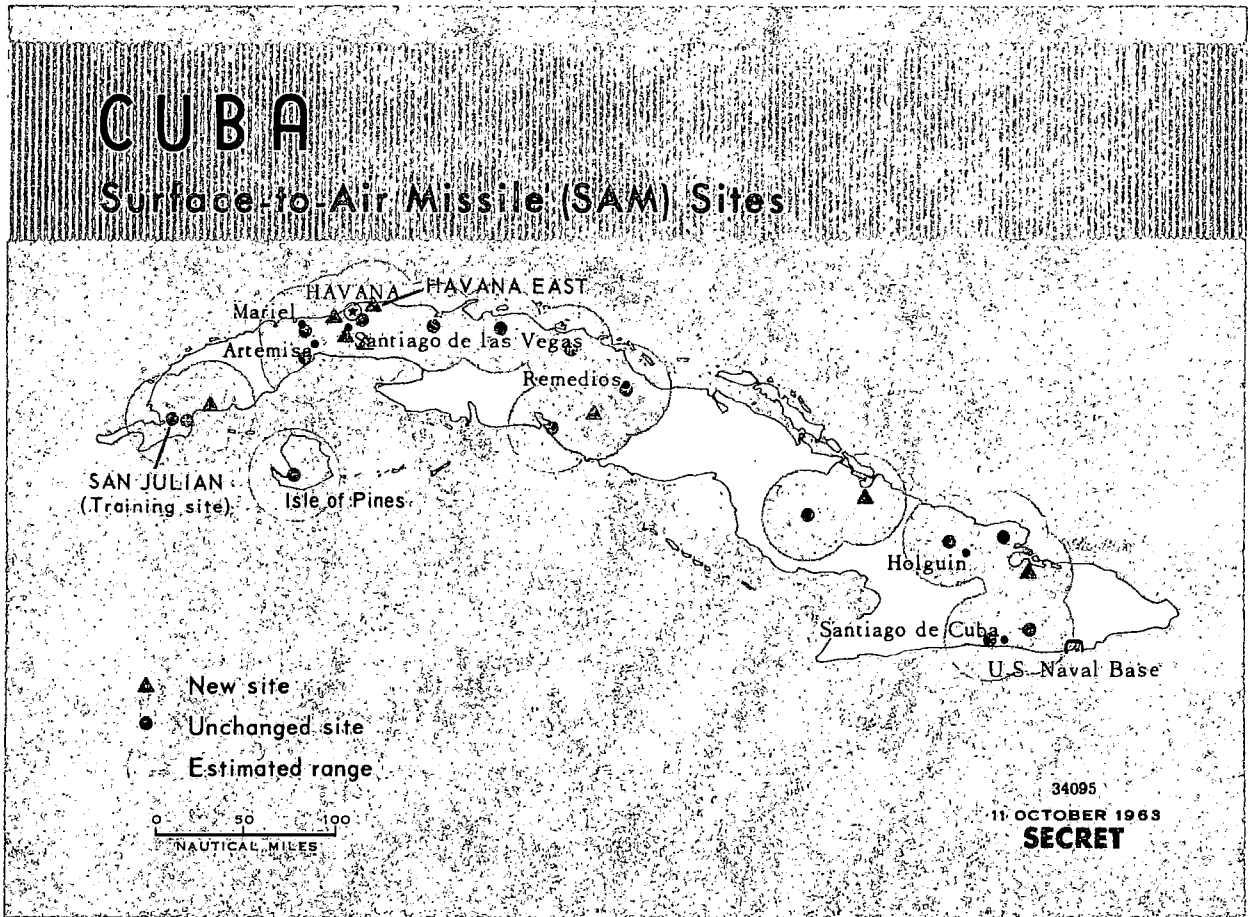 CUBA
Surface-to-Air Missile (SAM) Sites
HAVANA
HAVANA EAST
Mariel
Santiago de las Vegas
Artemisa
Remedios
SAN JULIAN
(Training site)
Isle of Pines
Holguin
Santiago de Cuba
U.S. Naval Base
New site
Unchanged site
Estimated range
0 50 100
NAUTICAL MILES
34095
11 OCTOBER 1963
SECRET